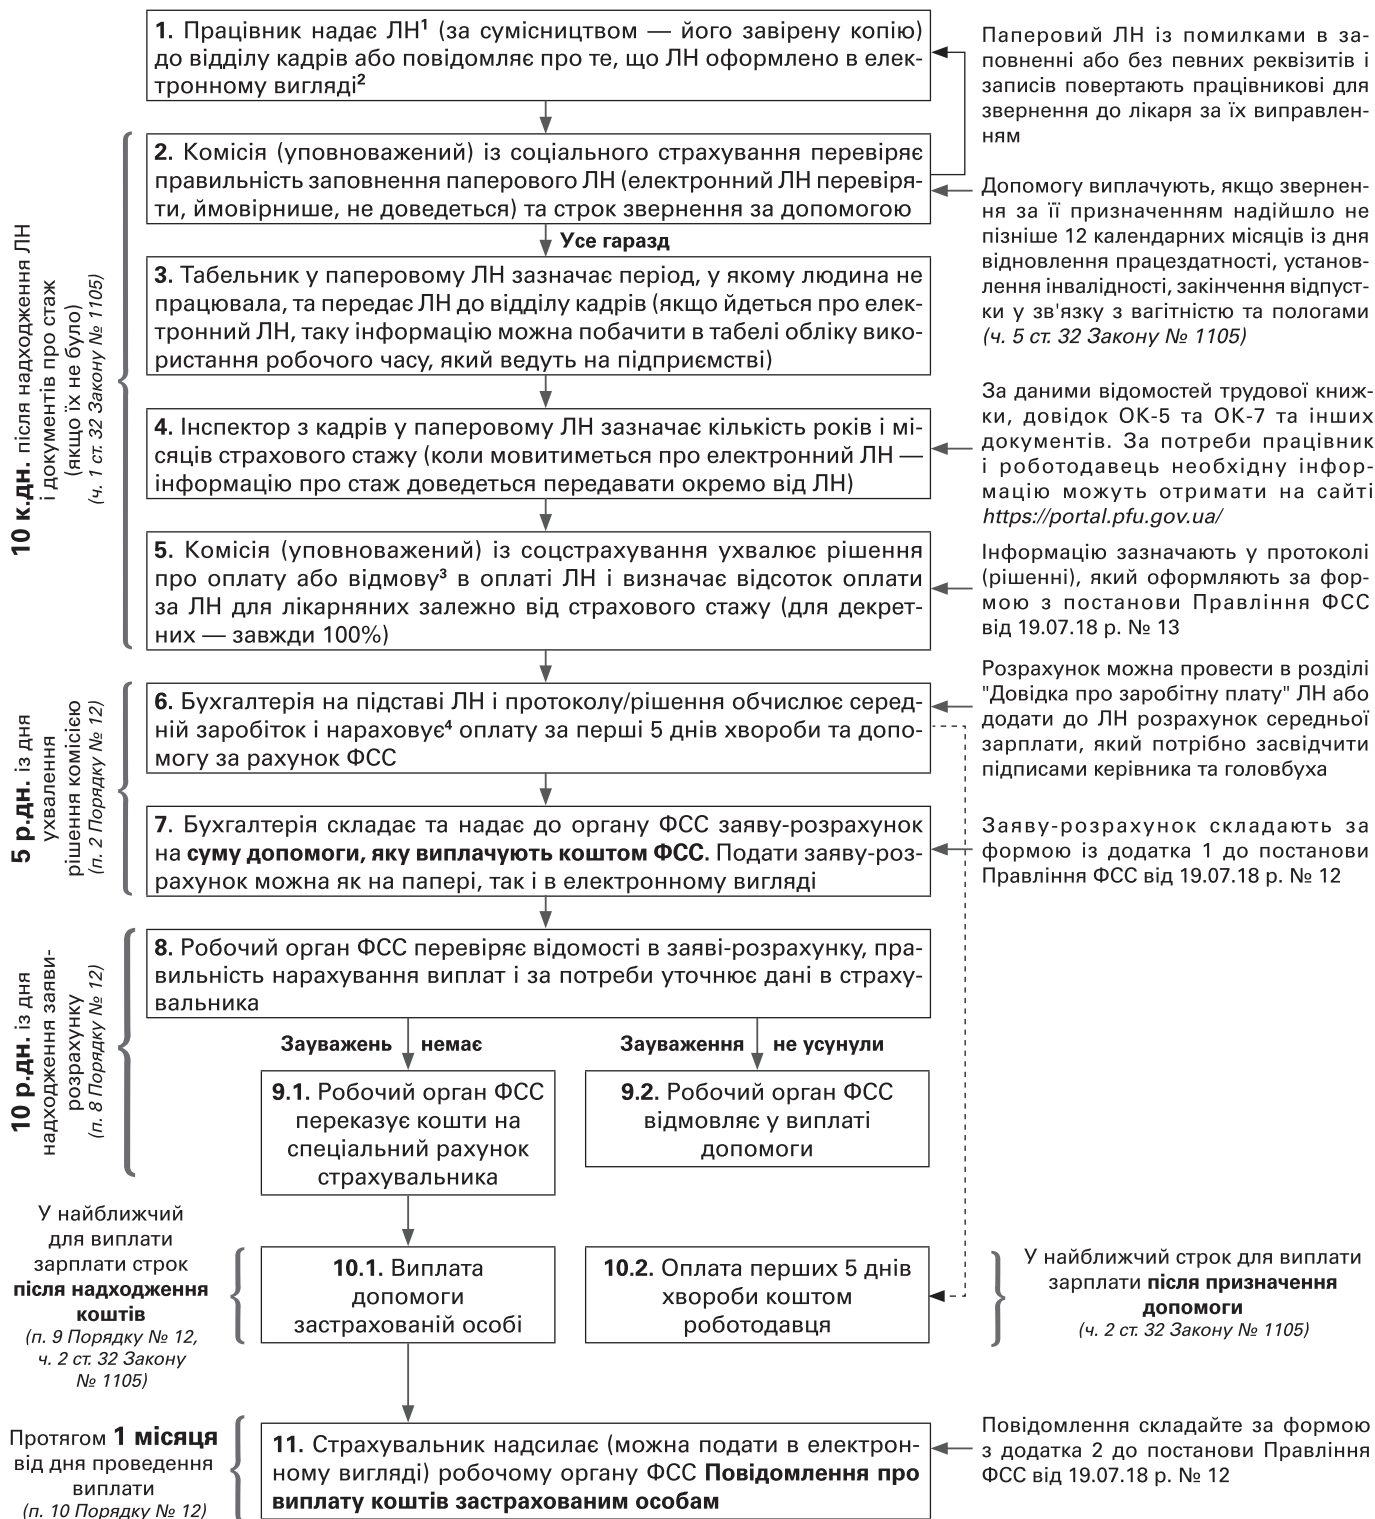 1. Працівник надає ЛН¹ (за сумісництвом — його завірену копію)
до відділу кадрів або повідомляє про те, що ЛН оформлено в елек-
тронному вигляді²
Паперовий ЛН із помилками в за-
повненні або без певних реквізитів і
записів повертають працівникові для
звернення до лікаря за їх виправлен-
ням
10 к.дн. після надходження ЛН
і документів про стаж
(якщо їх не було)
(ч. 1 ст. 32 Закону № 1105)
2. Комісія (уповноважений) із соціального страхування перевіряє
правильність заповнення паперового ЛН (електронний ЛН перевіря-
ти, ймовірніше, не доведеться) та строк звернення за допомогою
Допомогу виплачують, якщо звернен-
ня за її призначенням надійшло не
пізніше 12 календарних місяців із дня
відновлення працездатності, установ-
лення інвалідності, закінчення відпуст-
ки у зв'язку з вагітністю та пологами
(ч. 5 ст. 32 Закону № 1105)
Усе гаразд
3. Табельник у паперовому ЛН зазначає період, у якому людина не
працювала, та передає ЛН до відділу кадрів (якщо йдеться про елек-
тронний ЛН, таку інформацію можна побачити в табелі обліку вико-
ристання робочого часу, який ведуть на підприємстві)
4. Інспектор з кадрів у паперовому ЛН зазначає кількість років і мі-
сяців страхового стажу (коли мовитиметься про електронний ЛН —
інформацію про стаж доведеться передавати окремо від ЛН)
За даними відомостей трудової книж-
ки, довідок ОК-5 та ОК-7 та інших
документів. За потреби працівник
і роботодавець необхідну інфор-
мацію можуть отримати на сайті
https://portal.pfu.gov.ua/
5. Комісія (уповноважений) із соцстрахування ухвалює рішення
про оплату або відмову³ в оплаті ЛН і визначає відсоток оплати
за ЛН для лікарняних залежно від страхового стажу (для декрет-
них — завжди 100%)
Інформацію зазначають у протоколі
(рішенні), який оформляють за фор-
мою з постанови Правління ФСС
від 19.07.18 р. № 13
5 р.дн. із дня
ухвалення
рішення комісією
(п. 2 Порядку № 12)
6. Бухгалтерія на підставі ЛН і протоколу/рішення обчислює серед-
ній заробіток і нараховує⁴ оплату за перші 5 днів хвороби та допо-
могу за рахунок ФСС
Розрахунок можна провести в розділі
"Довідка про заробітну плату" ЛН або
додати до ЛН розрахунок середньої
зарплати, який потрібно засвідчити
підписами керівника та головбуха
7. Бухгалтерія складає та надає до органу ФСС заяву-розрахунок
на суму допомоги, яку виплачують коштом ФСС. Подати заяву-роз-
рахунок можна як на папері, так і в електронному вигляді
Заяву-розрахунок складають за
формою із додатка 1 до постанови
Правління ФСС від 19.07.18 р. № 12
10 р.дн. із дня
надходження заяви-
розрахунку
(п. 8 Порядку № 12)
8. Робочий орган ФСС перевіряє відомості в заяві-розрахунку, пра-
вильність нарахування виплат і за потреби уточнює дані в страху-
вальника
Зауважень немає
Зауваження не усунули
9.1. Робочий орган ФСС
переказує кошти на
спеціальний рахунок
страхувальника
9.2. Робочий орган ФСС
відмовляє у виплаті
допомоги
У найближчий
для виплати
зарплати строк
після надходження
коштів
(п. 9 Порядку № 12,
ч. 2 ст. 32 Закону
№ 1105)
10.1. Виплата
допомоги
застрахованій особі
10.2. Оплата перших 5 днів
хвороби коштом
роботодавця
У найближчий строк для виплати
зарплати після призначення
допомоги
(ч. 2 ст. 32 Закону № 1105)
Протягом 1 місяця
від дня проведення
виплати
(п. 10 Порядку № 12)
11. Страхувальник надсилає (можна подати в електрон-
ному вигляді) робочому органу ФСС Повідомлення про
виплату коштів застрахованим особам
Повідомлення складайте за формою
з додатка 2 до постанови Правління
ФСС від 19.07.18 р. № 12